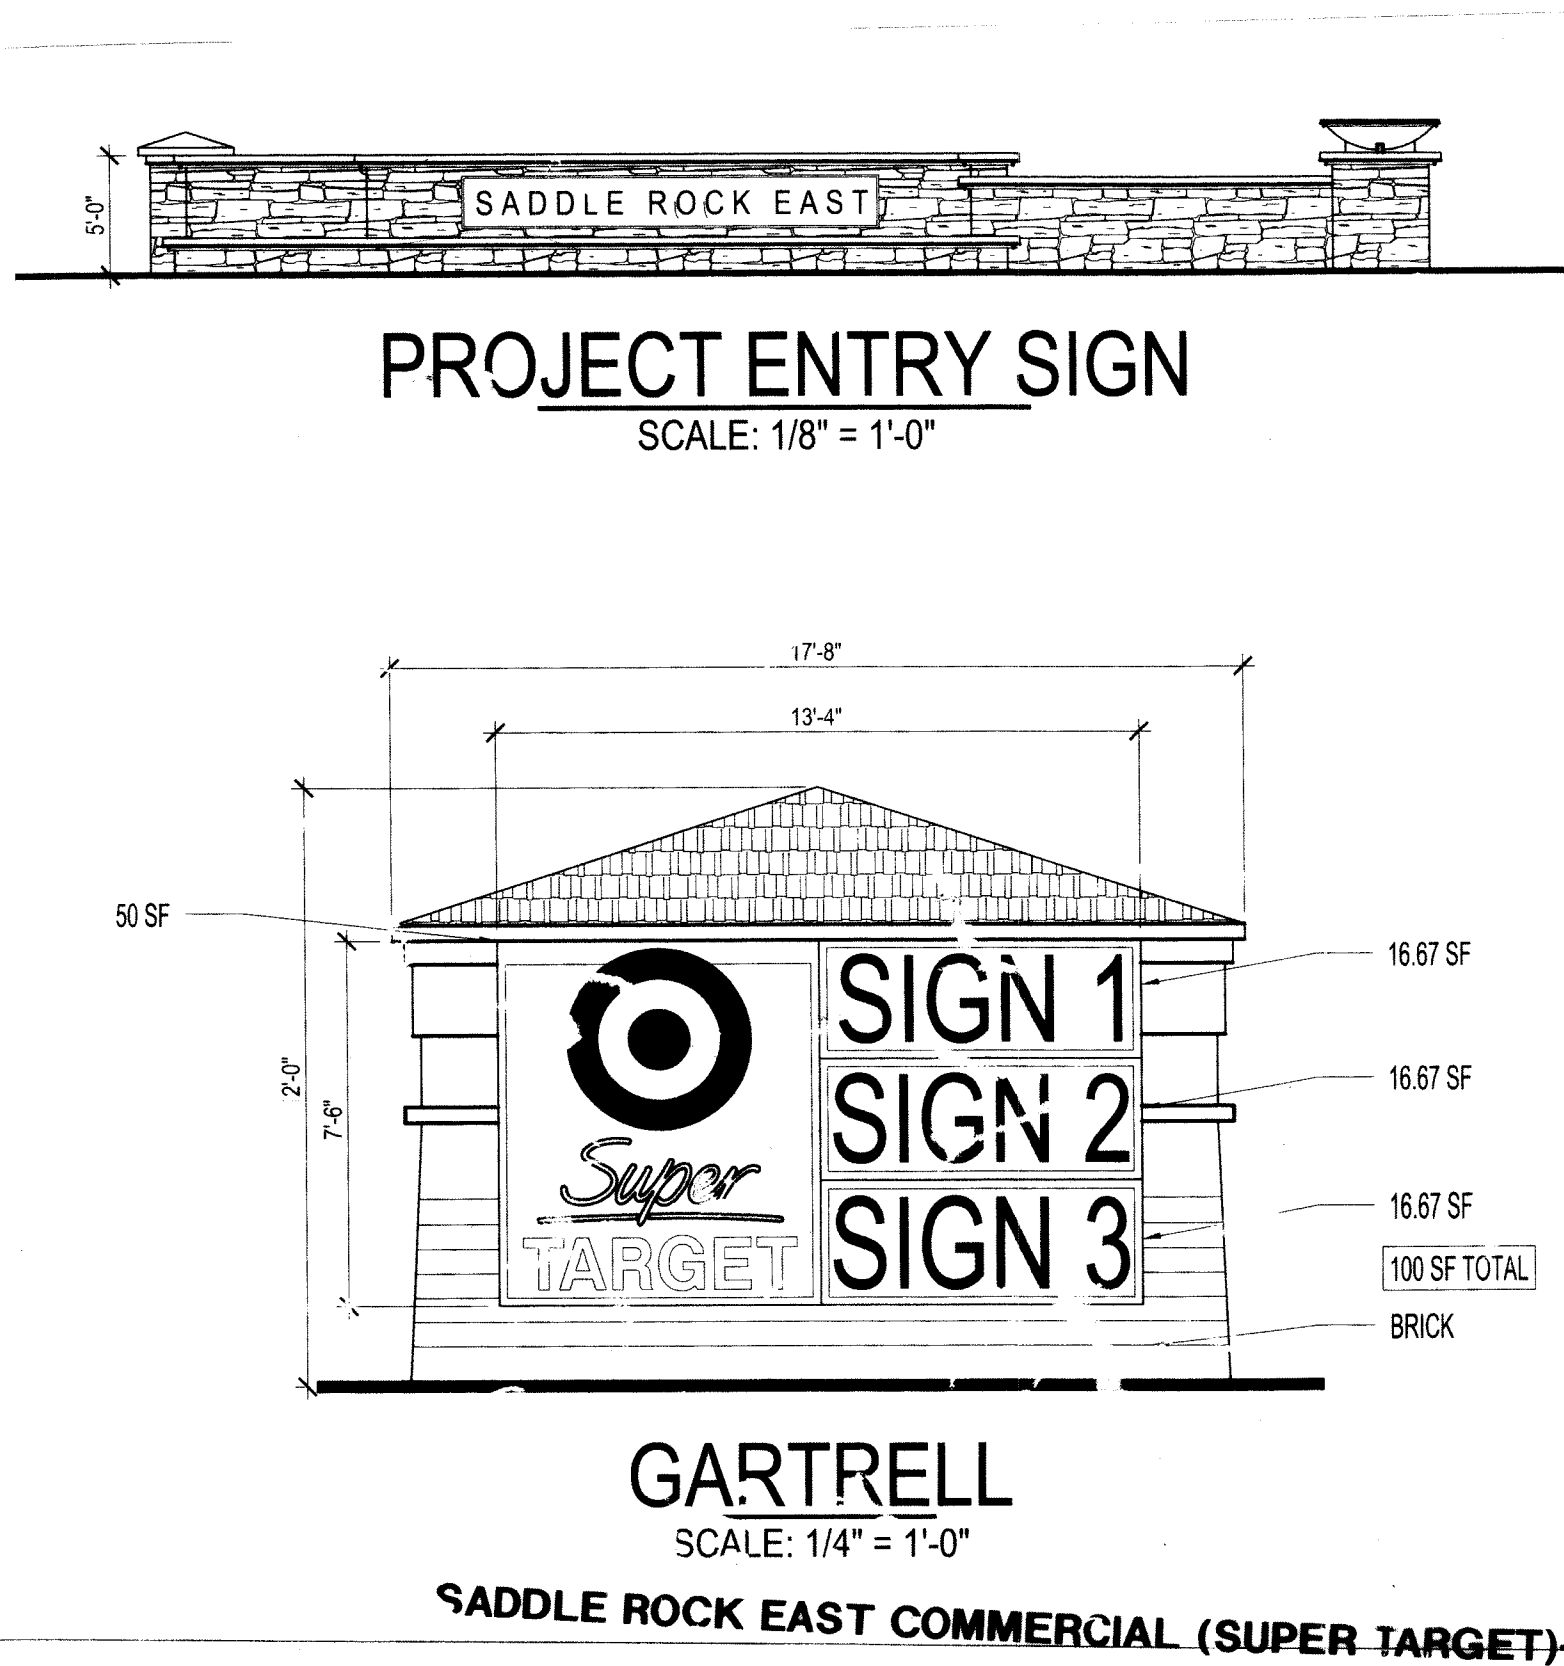 5'-0"
SADDLE ROCK EAST
PROJECT ENTRY SIGN
SCALE: 1/8" = 1'-0"
17'-8"
13'-4"
50 SF
2'-0"
7'-6"
Super
TARGET
SIGN 1
SIGN 2
SIGN 3
16.67 SF
16.67 SF
16.67 SF
100 SF TOTAL
BRICK
GARTRELL
SCALE: 1/4" = 1'-0"
SADDLE ROCK EAST COMMERCIAL (SUPER TARGET)-